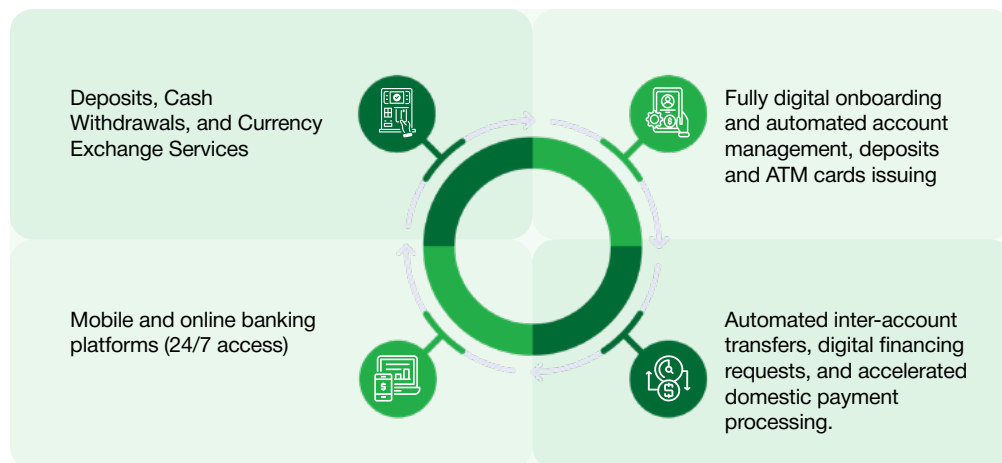 Deposits, Cash
Withdrawals, and Currency
Exchange Services
Fully digital onboarding
and automated account
management, deposits
and ATM cards issuing
Mobile and online banking
platforms (24/7 access)
Automated inter-account
transfers, digital financing
requests, and accelerated
domestic payment
processing.